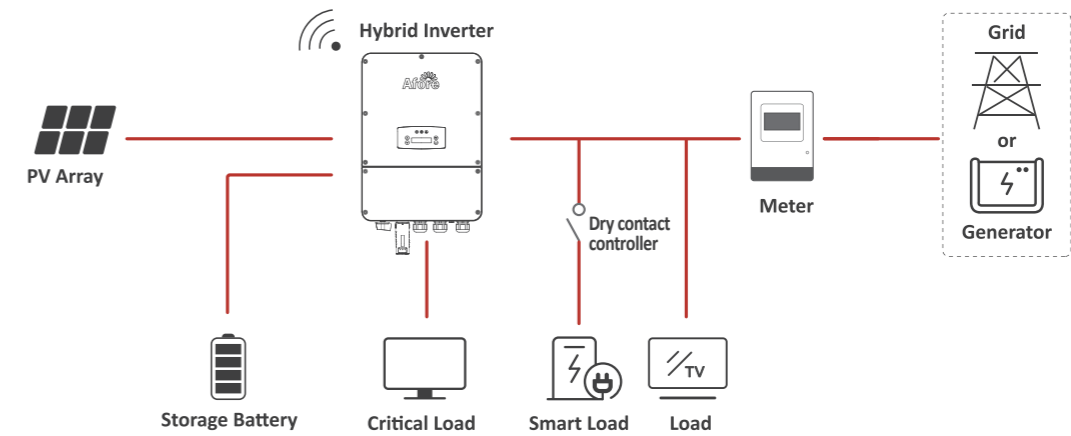 Hybrid Inverter
Afore
Grid
or
Generator
PV Array
Meter
Dry contact
controller
TV
Storage Battery
Critical Load
Smart Load
Load